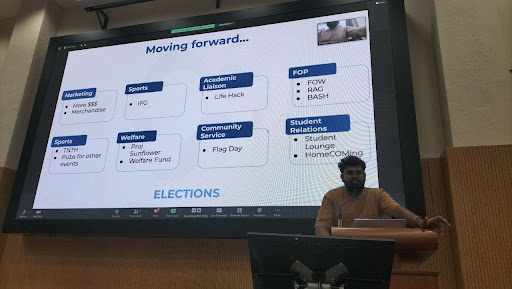 Moving forward...
Marketing
• More $$$
• Merchandise
Sports
• IFG
Academic
Liaison
• Life Hack
FOP
• FOW
• RAG
• BASH
Sports
• TNTH
• Pubs for other
events
Welfare
• Proj
Sunflower
• Welfare Fund
Community
Service
• Flag Day
Student
Relations
• Student
Lounge
• HomeCOMing
ELECTIONS